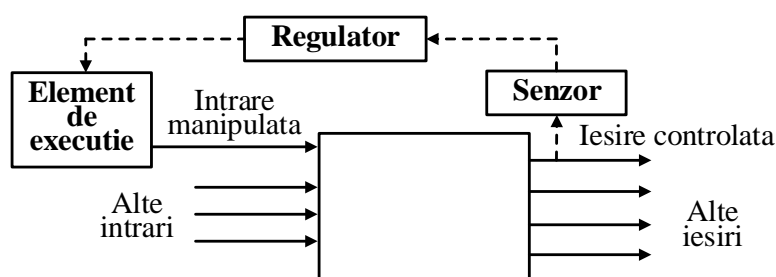 Regulator
Element
de
executie
Intrare
manipulata
Senzor
Iesire controlata
Alte
intrari
Alte
iesiri